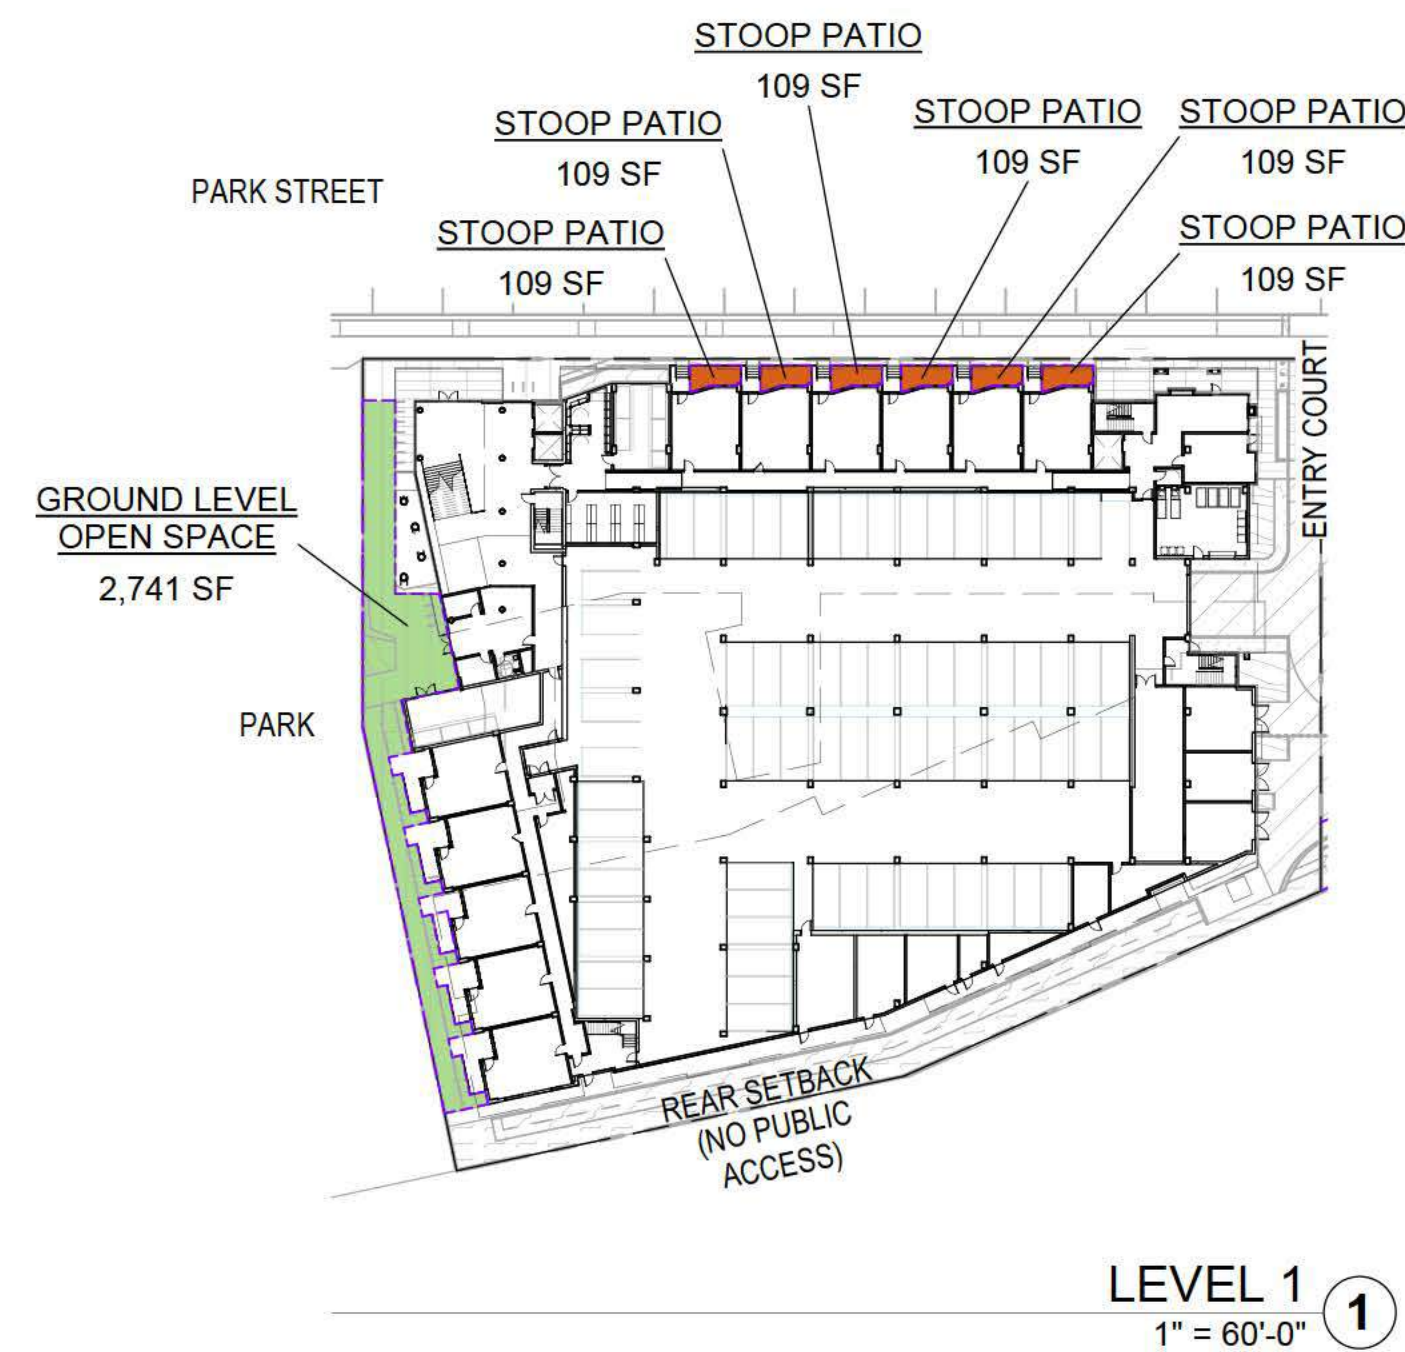 STOOP PATIO
109 SF
STOOP PATIO
109 SF
STOOP PATIO
109 SF
STOOP PATIO
109 SF
PARK STREET
STOOP PATIO
109 SF
STOOP PATIO
109 SF
ENTRY COURT
GROUND LEVEL
OPEN SPACE
2,741 SF
PARK
REAR SETBACK
(NO PUBLIC
ACCESS)
LEVEL 1
1" = 60'-0"
1